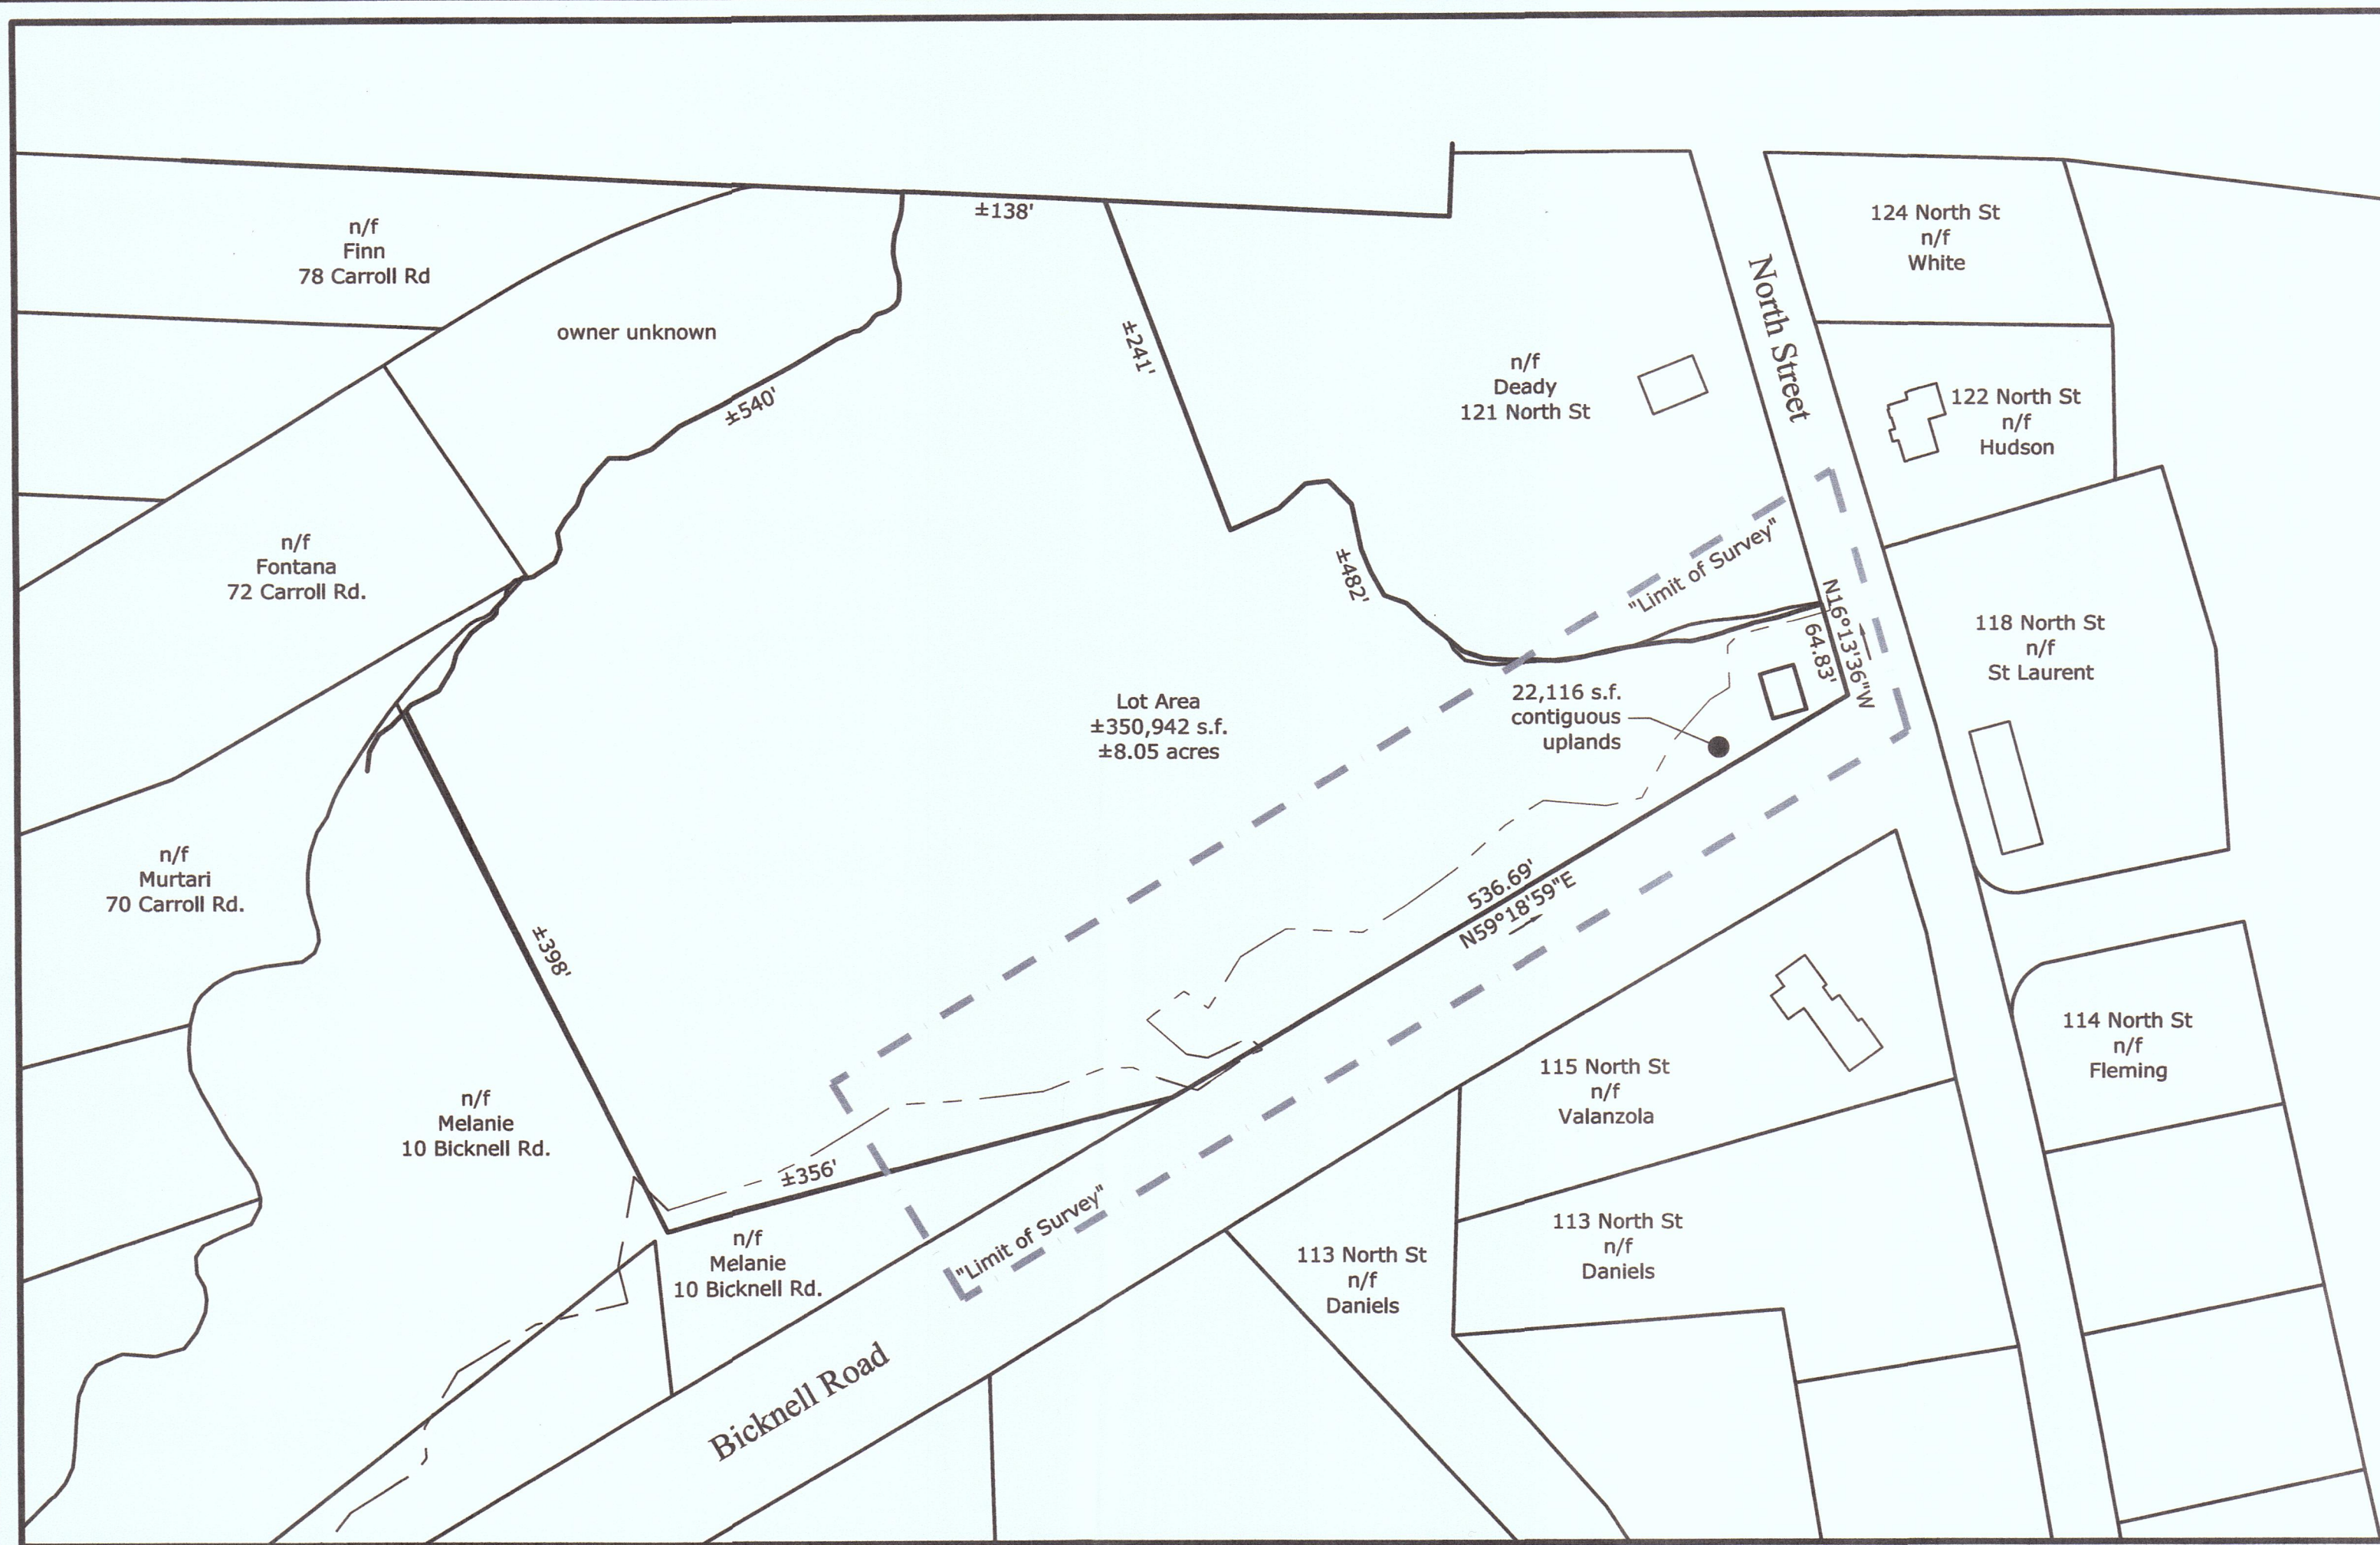 n/f
Finn
78 Carroll Rd
±138'
124 North St
n/f
White
owner unknown
±241'
North Street
n/f
Deady
121 North St
122 North St
n/f
Hudson
±540'
n/f
Fontana
72 Carroll Rd.
±482'
"Limit of Survey"
N16°13'36"W
64.83'
118 North St
n/f
St Laurent
Lot Area
±350,942 s.f.
±8.05 acres
22,116 s.f.
contiguous
uplands
n/f
Murtari
70 Carroll Rd.
±398'
536.69'
N59°18'59"E
114 North St
n/f
Fleming
n/f
Melanie
10 Bicknell Rd.
115 North St
n/f
Valanzola
±356'
n/f
Melanie
10 Bicknell Rd.
"Limit of Survey"
113 North St
n/f
Daniels
113 North St
n/f
Daniels
Bicknell Road